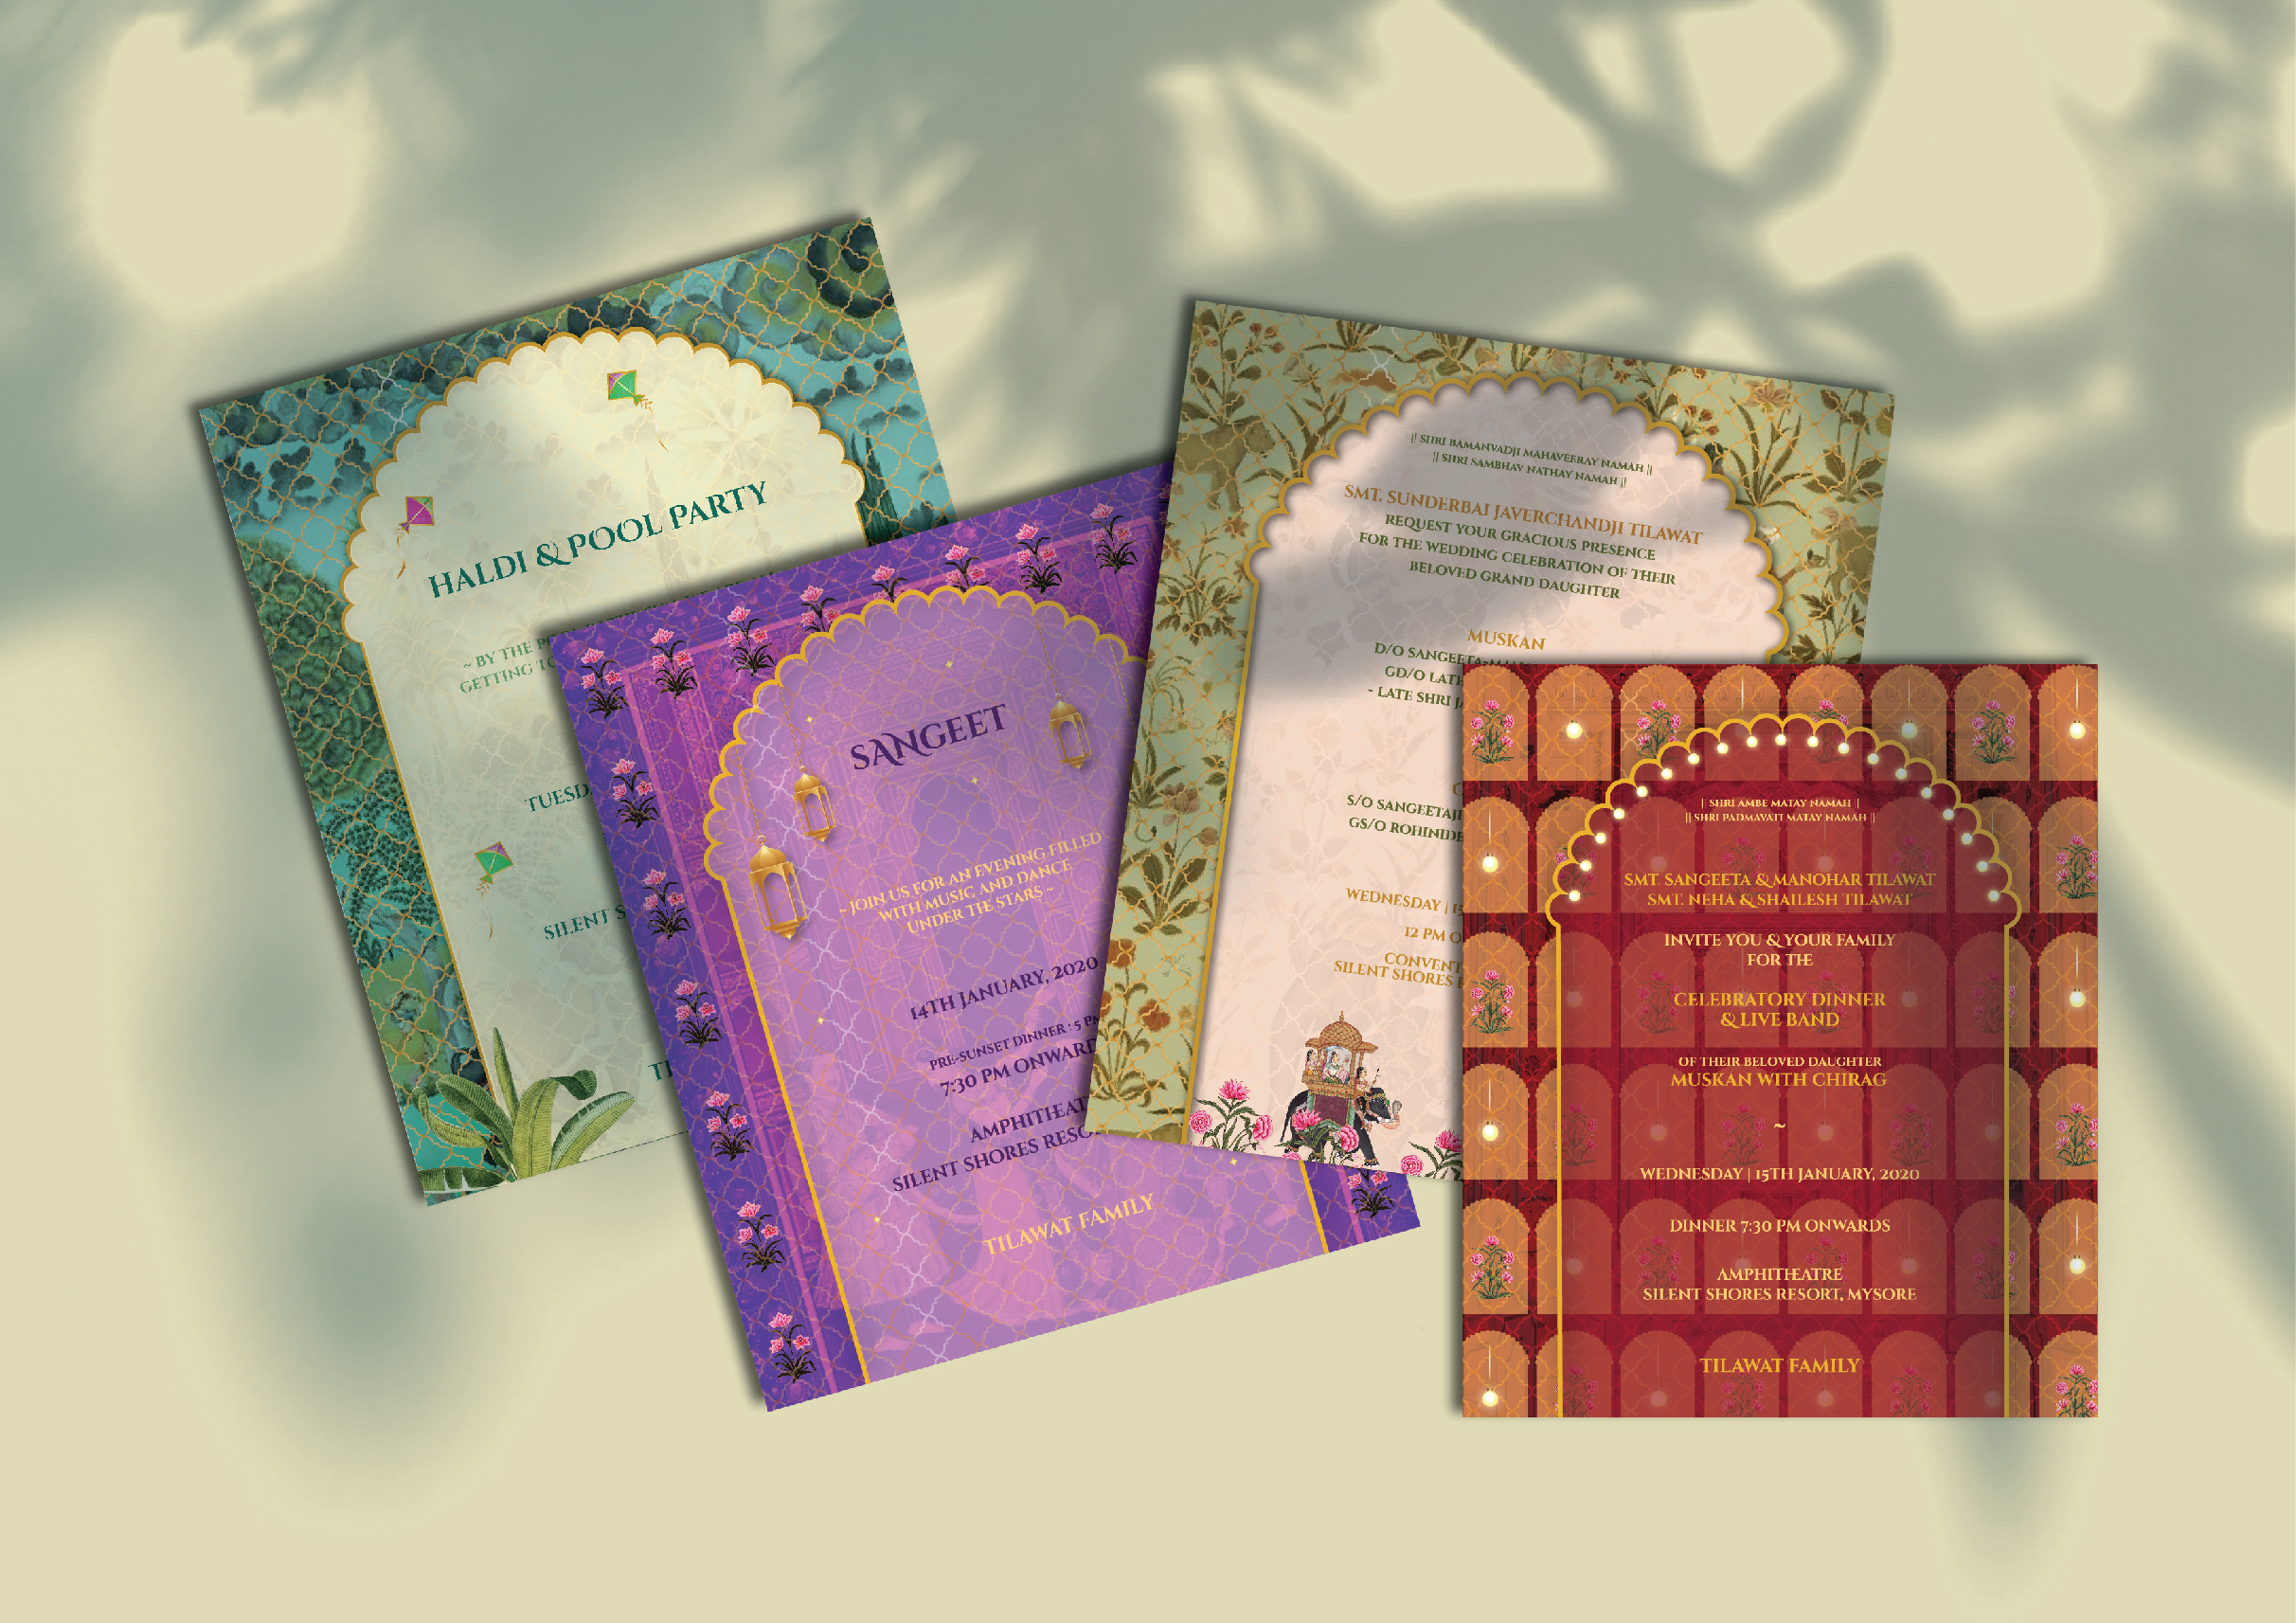 HALDI & POOL PARTY
~ BY THE
GETTING
TUESD
SILENT
SANGEET
~ JOIN US FOR AN EVENING FILLED
WITH MUSIC AND DANCE
UNDER THE STARS ~
14TH JANUARY, 2020
PRE-SUNSET DINNER : 5 PM
7:30 PM ONWARD
AMPHITHEAT
SILENT SHORES RESO
TILAWAT FAMILY
|| SHRI BAMANVADJI MAHAVEERAY NAMAH ||
|| SHRI SAMBHAV NATHAY NAMAH ||
SMT. SUNDERBAI JAVERCHANDJI TILAWAT
REQUEST YOUR GRACIOUS PRESENCE
FOR THE WEDDING CELEBRATION OF THEIR
BELOVED GRAND DAUGHTER
MUSKAN
D/O SANGEETA-MAN
GD/O LATE
- LATE SHRI
S/O SANGEETAJI
GS/O ROHINIDE
WEDNESDAY | 15
12 PM
CONVENT
SILENT SHORES
|| SHRI AMBE MATAY NAMAH ||
|| SHRI PADMAVATI MATAY NAMAH ||
SMT. SANGEETA & MANOHAR TILAWAT
SMT. NEHA & SHAILESH TILAWAT
INVITE YOU & YOUR FAMILY
FOR THE
CELEBRATORY DINNER
& LIVE BAND
OF THEIR BELOVED DAUGHTER
MUSKAN WITH CHIRAG
~
WEDNESDAY | 15TH JANUARY, 2020
DINNER 7:30 PM ONWARDS
AMPHITHEATRE
SILENT SHORES RESORT, MYSORE
TILAWAT FAMILY